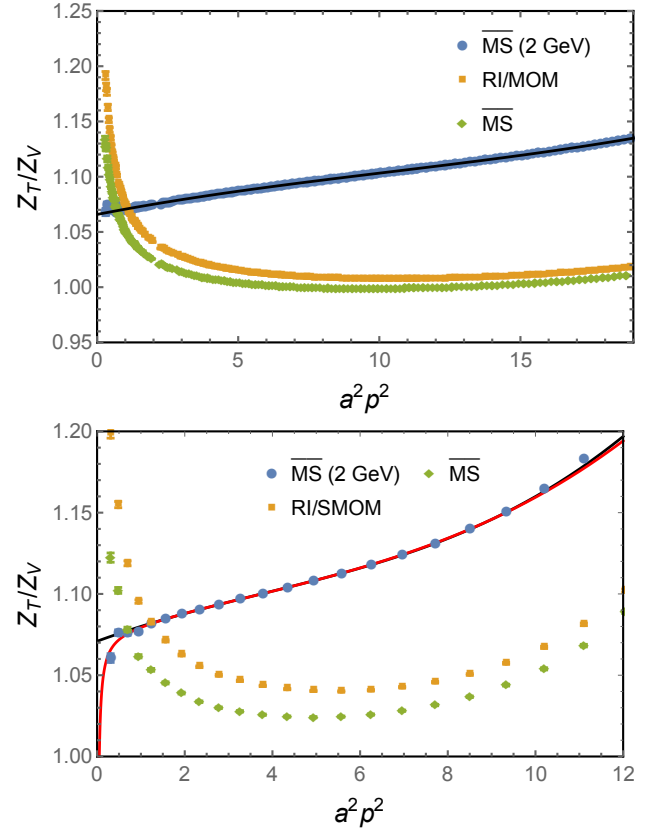 1.25
1.20
1.15
1.10
1.05
1.00
0.95
Z_T/Z_V
MS (2 GeV)
RI/MOM
MS
0 5 10 15
a²p²
1.20
1.15
1.10
1.05
1.00
Z_T/Z_V
MS (2 GeV) MS
RI/SMOM
0 2 4 6 8 10 12
a²p²